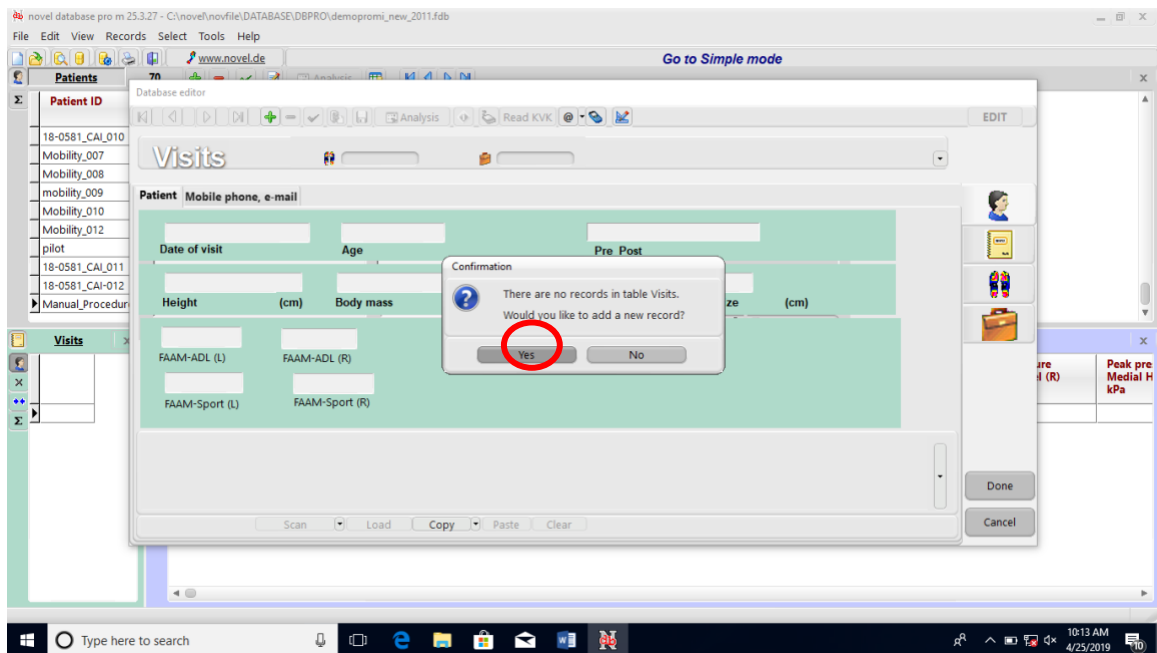 novel database pro m 25.3.27 - C:\novel\novfile\DATABASE\DBPRO\demopromi_new_2011.fdb
File Edit View Records Select Tools Help
www.novel.de
Go to Simple mode
Patients 70 Analysis
Patient ID
18-0581_CAI_010
Mobility_007
Mobility_008
mobility_009
Mobility_010
Mobility_012
pilot
18-0581_CAI_011
18-0581_CAI-012
Manual_Procedur
Database editor
Analysis Read KVK @ EDIT
Visits
Patient Mobile phone, e-mail
Date of visit Age Pre Post
Height (cm) Body mass ze (cm)
FAAM-ADL (L) FAAM-ADL (R)
FAAM-Sport (L) FAAM-Sport (R)
Confirmation
There are no records in table Visits.
Would you like to add a new record?
Yes No
Done
Cancel
Scan Load Copy Paste Clear
Visits
Peak pre
(R) Medial H
kPa
Type here to search
10:13 AM
4/25/2019